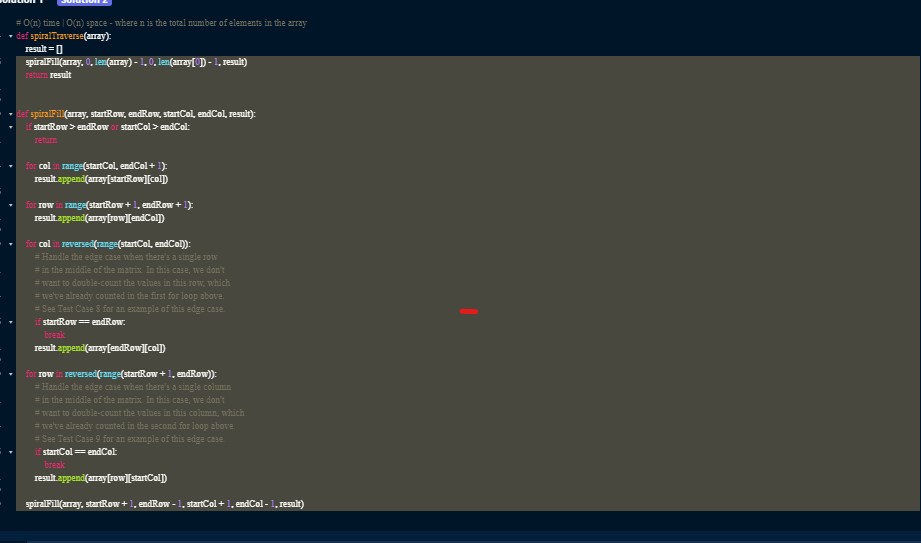 Solution 2
# O(n) time | O(n) space - where n is the total number of elements in the array
def spiralTraverse(array):
result = []
spiralFill(array, 0, len(array) - 1, 0, len(array[0]) - 1, result)
return result
def spiralFill(array, startRow, endRow, startCol, endCol, result):
if startRow > endRow or startCol > endCol:
return
for col in range(startCol, endCol + 1):
result.append(array[startRow][col])
for row in range(startRow + 1, endRow + 1):
result.append(array[row][endCol])
for col in reversed(range(startCol, endCol)):
# Handle the edge case when there's a single row
# in the middle of the matrix. In this case, we don't
# want to double-count the values in this row, which
# we've already counted in the first for loop above.
# See Test Case 8 for an example of this edge case.
if startRow == endRow:
break
result.append(array[endRow][col])
for row in reversed(range(startRow + 1, endRow)):
# Handle the edge case when there's a single column
# in the middle of the matrix. In this case, we don't
# want to double-count the values in this column, which
# we've already counted in the second for loop above.
# See Test Case 9 for an example of this edge case.
if startCol == endCol:
break
result.append(array[row][startCol])
spiralFill(array, startRow + 1, endRow - 1, startCol + 1, endCol - 1, result)